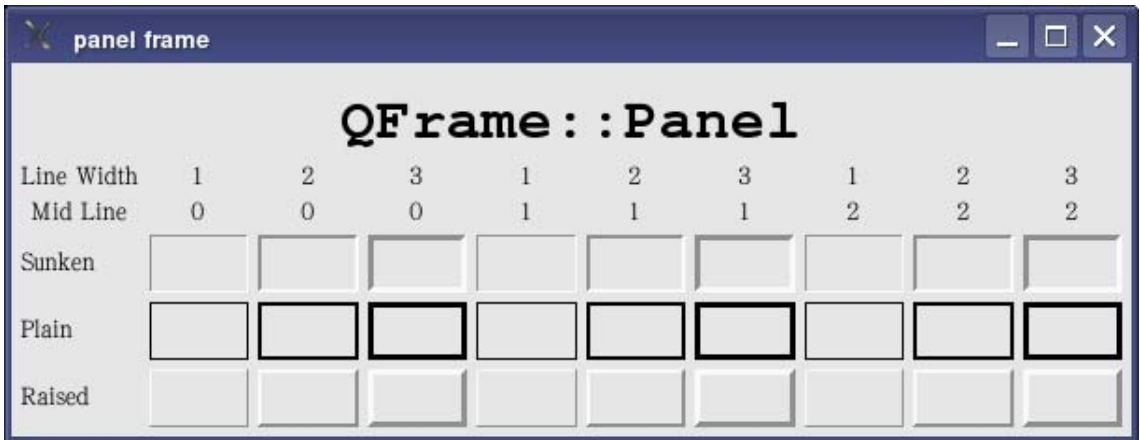 panel frame
QFrame::Panel
Line Width 1 2 3 1 2 3 1 2 3
Mid Line 0 0 0 1 1 1 2 2 2
Sunken
Plain
Raised